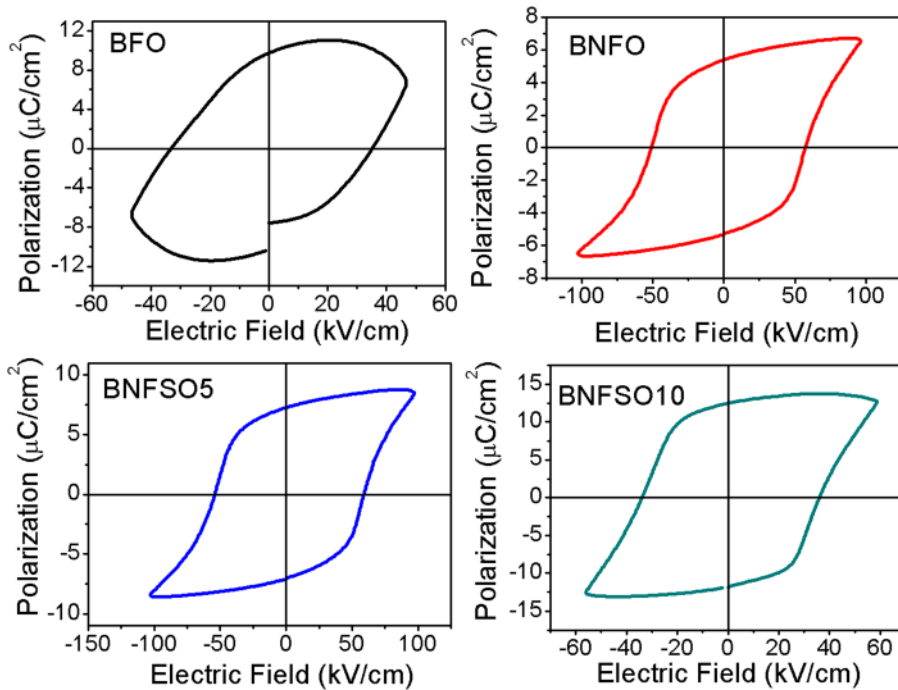 BFO
Polarization (μC/cm²)
12
8
4
0
-4
-8
-12
-60 -40 -20 0 20 40 60
Electric Field (kV/cm)
BNFO
Polarization (μC/cm²)
8
6
4
2
0
-2
-4
-6
-8
-100 -50 0 50 100
Electric Field (kV/cm)
BNFSO5
Polarization (μC/cm²)
10
5
0
-5
-10
-150 -100 -50 0 50 100
Electric Field (kV/cm)
BNFSO10
Polarization (μC/cm²)
15
10
5
0
-5
-10
-15
-60 -40 -20 0 20 40 60
Electric Field (kV/cm)